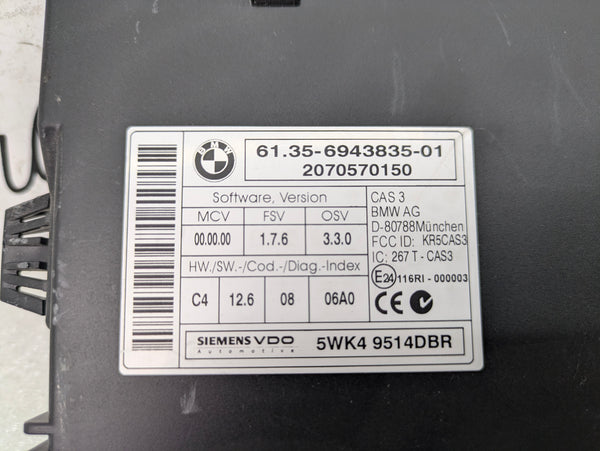 BMW
61.35-6943835-01
2070570150
Software, Version
MCV FSV OSV
00.00.00 1.7.6 3.3.0
HW./SW-/Cod-/Diag.-Index
C4 12.6 08 06A0
CAS 3
BMW AG
D-80788München
FCC ID: KR5CAS3
IC: 267 T - CAS3
E24 116RI - 000003
CE
SIEMENS VDO
Automotive
5WK4 9514DBR